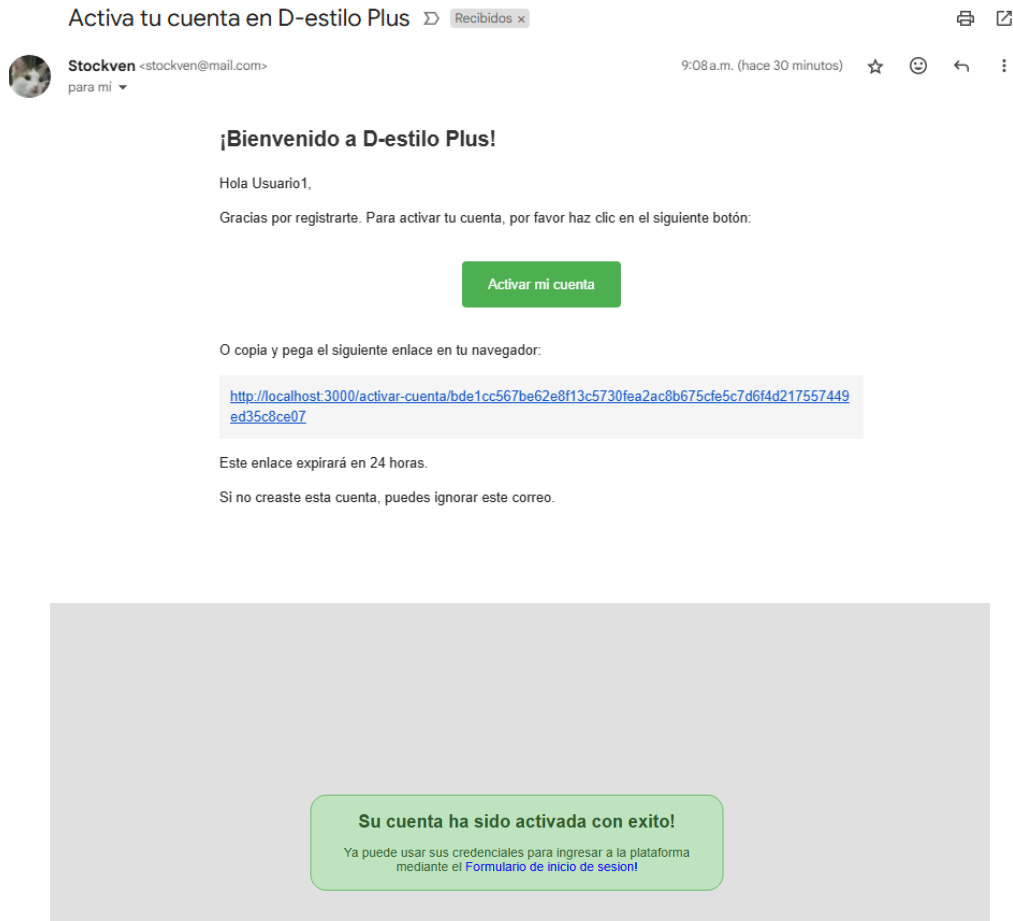 Activa tu cuenta en D-estilo Plus Recibidos ×
Stockven <stockven@mail.com> 9:08 a.m. (hace 30 minutos)
para mí
¡Bienvenido a D-estilo Plus!
Hola Usuario1,
Gracias por registrarte. Para activar tu cuenta, por favor haz clic en el siguiente botón:
Activar mi cuenta
O copia y pega el siguiente enlace en tu navegador:
http://localhost:3000/activar-cuenta/bde1cc567be62e8f13c5730fea2ac8b675cfe5c7d6f4d217557449
ed35c8ce07
Este enlace expirará en 24 horas.
Si no creaste esta cuenta, puedes ignorar este correo.
Su cuenta ha sido activada con exito!
Ya puede usar sus credenciales para ingresar a la plataforma
mediante el Formulario de inicio de sesion!